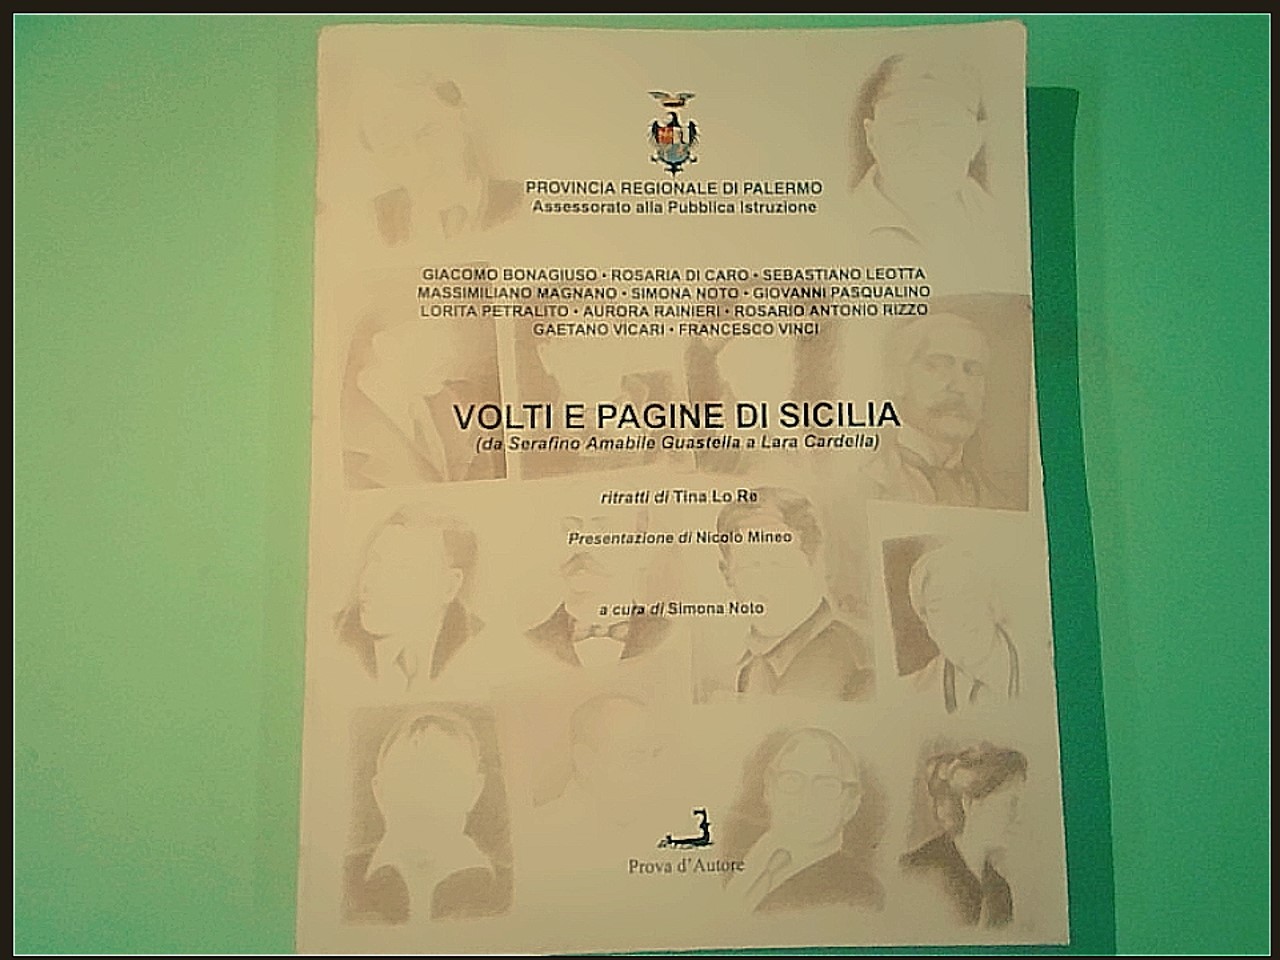 PROVINCIA REGIONALE DI PALERMO
Assessorato alla Pubblica Istruzione
GIACOMO BONAGIUSO • ROSARIA DI CARO • SEBASTIANO LEOTTA
MASSIMILIANO MAGNANO • SIMONA NOTO • GIOVANNI PASQUALINO
LORITA PETRALITO • AURORA RAINIERI • ROSARIO ANTONIO RIZZO
GAETANO VICARI • FRANCESCO VINCI
VOLTI E PAGINE DI SICILIA
(da Serafino Amabile Guastella a Lara Cardella)
ritratti di Tina Lo Re
Presentazione di Nicolò Mineo
a cura di Simona Noto
Prova d'Autore